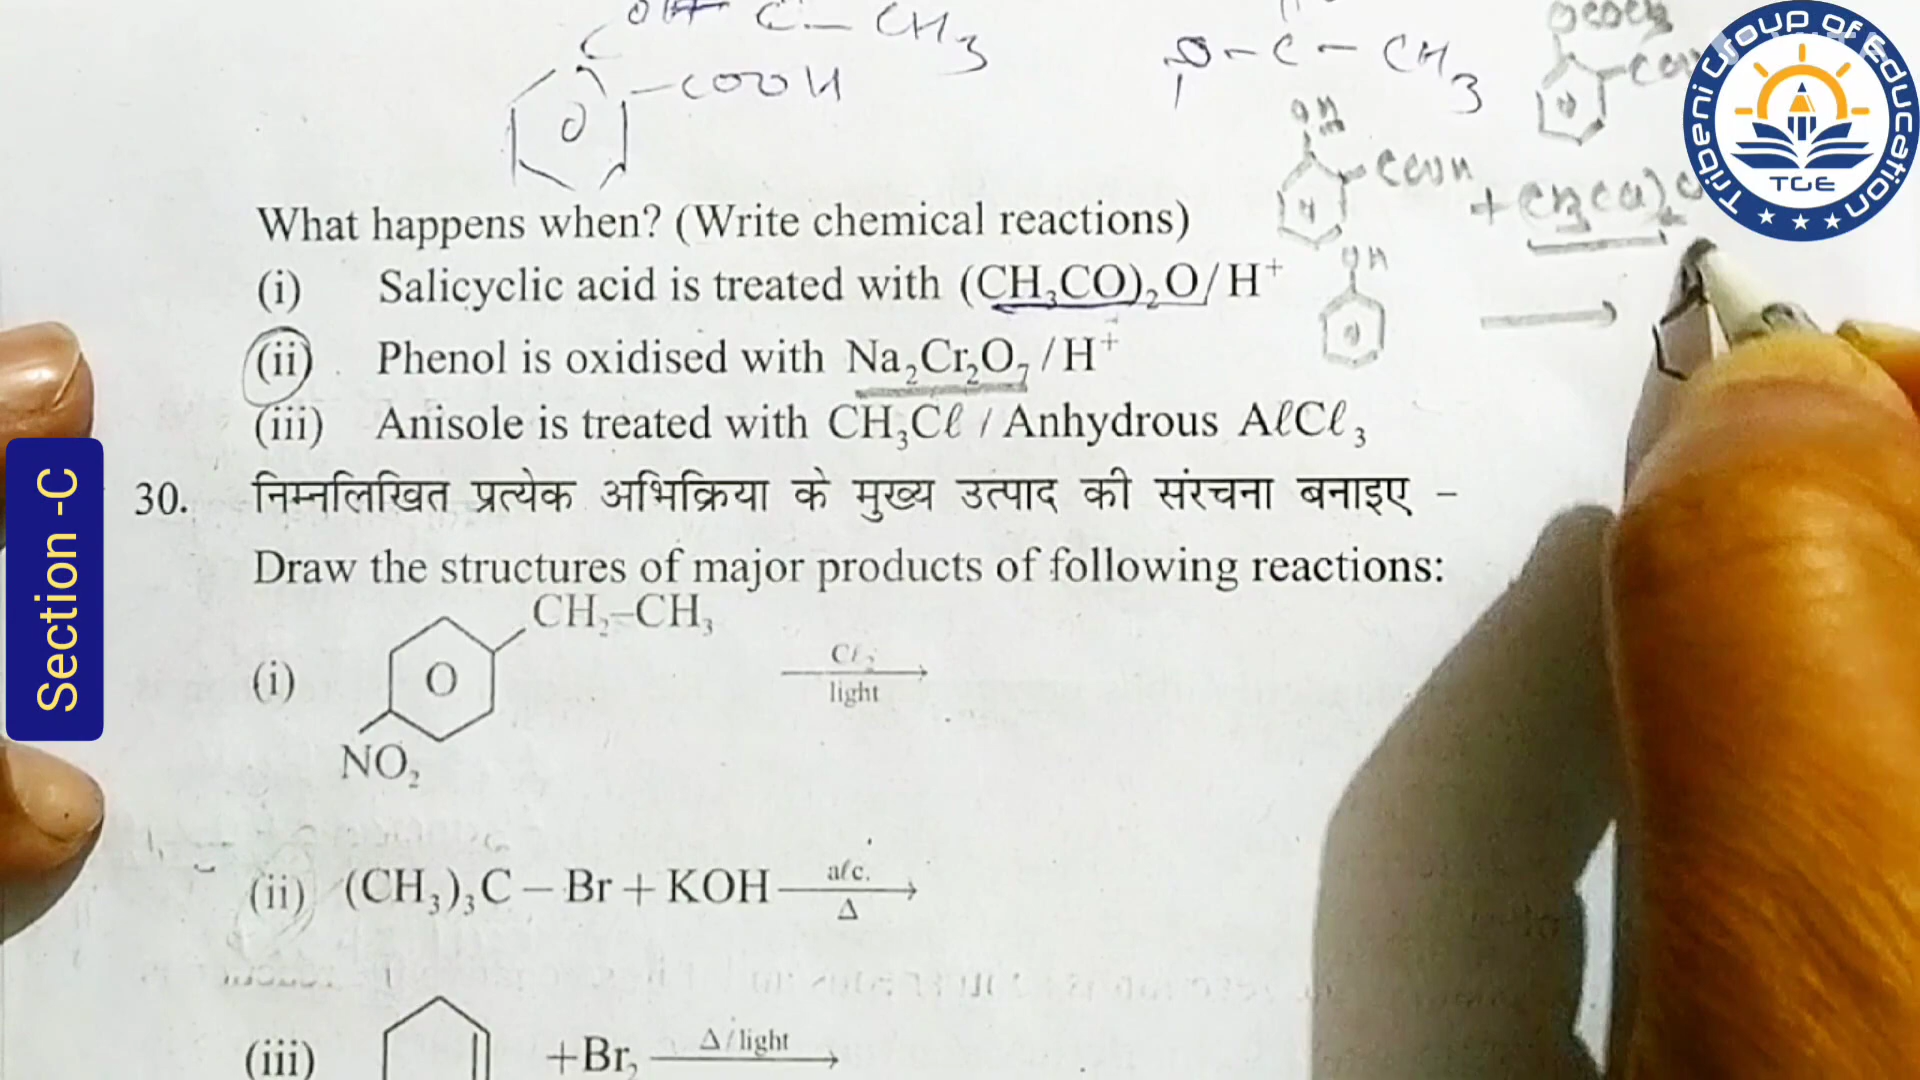 C – CH₃
COOH
O – C – CH₃
Tribeni Group of Education
TGE
What happens when? (Write chemical reactions)
(i) Salicyclic acid is treated with (CH₃CO)₂O/H⁺
(ii) Phenol is oxidised with Na₂Cr₂O₇/H⁺
(iii) Anisole is treated with CH₃Cℓ / Anhydrous AℓCℓ₃
Section -C
30. निम्नलिखित प्रत्येक अभिक्रिया के मुख्य उत्पाद की संरचना बनाइए –
Draw the structures of major products of following reactions:
CH₂–CH₃
(i) Cℓ₂
light
NO₂
(ii) (CH₃)₃C – Br + KOH aℓc.
Δ
(iii) +Br₂ Δ/light